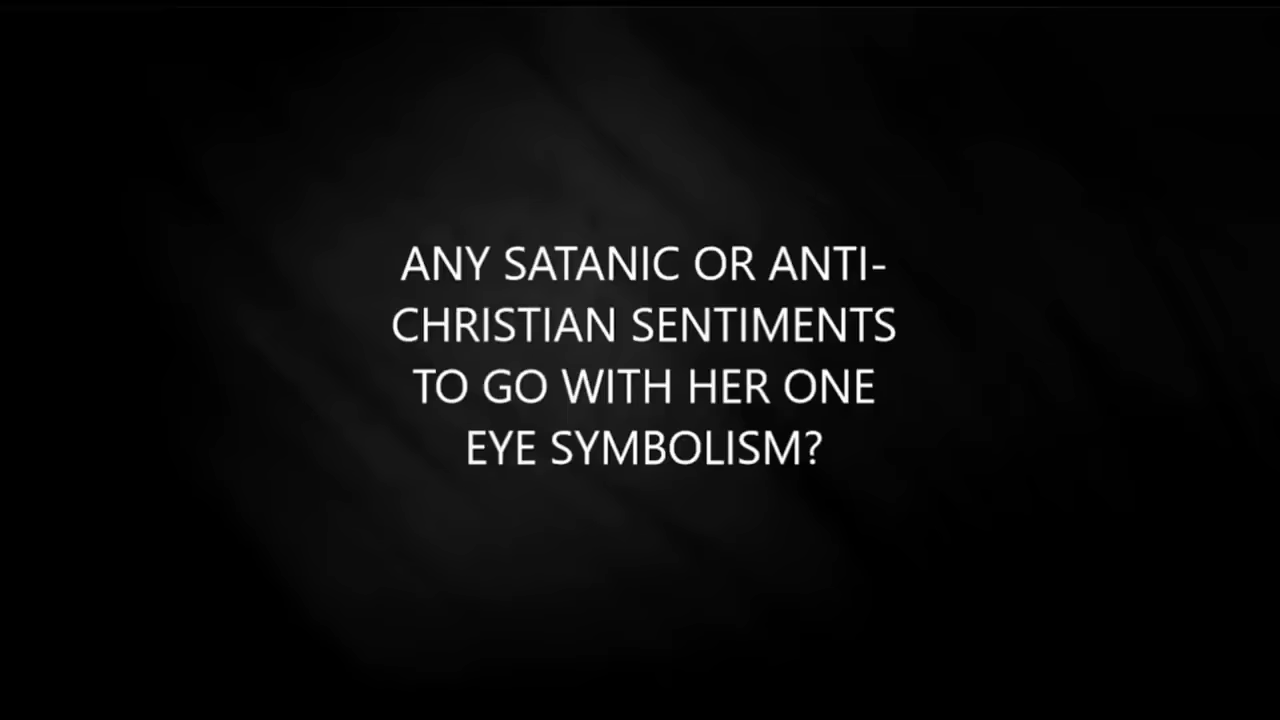 ANY SATANIC OR ANTI-
CHRISTIAN SENTIMENTS
TO GO WITH HER ONE
EYE SYMBOLISM?